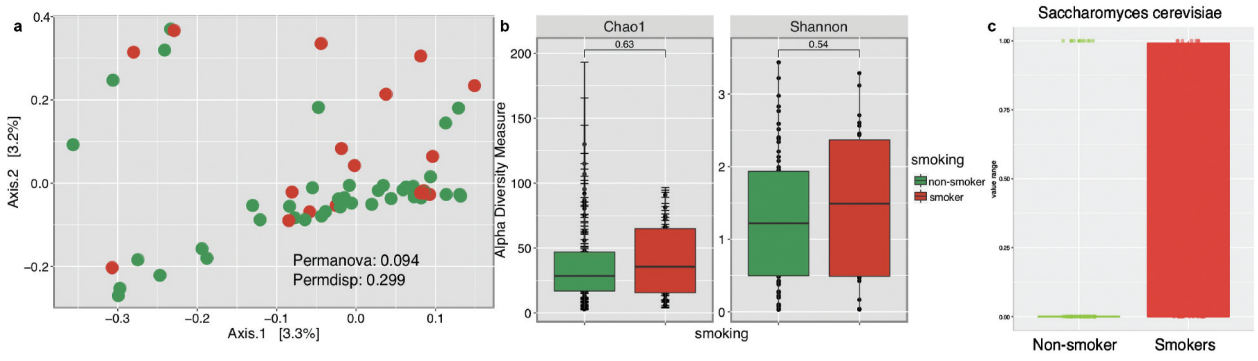 a
0.4
0.2
0.0
−0.2
Axis.2 [3.2%]
Permanova: 0.094
Permdisp: 0.299
−0.3
−0.2
−0.1
0.0
0.1
Axis.1 [3.3%]
b
Chao1
Shannon
0.63
0.54
200
150
100
50
0
3
2
1
0
Alpha Diversity Measure
smoking
smoking
non-smoker
smoker
c
Saccharomyces cerevisiae
1.00
0.75
0.50
0.25
0.00
value range
Non-smoker
Smokers